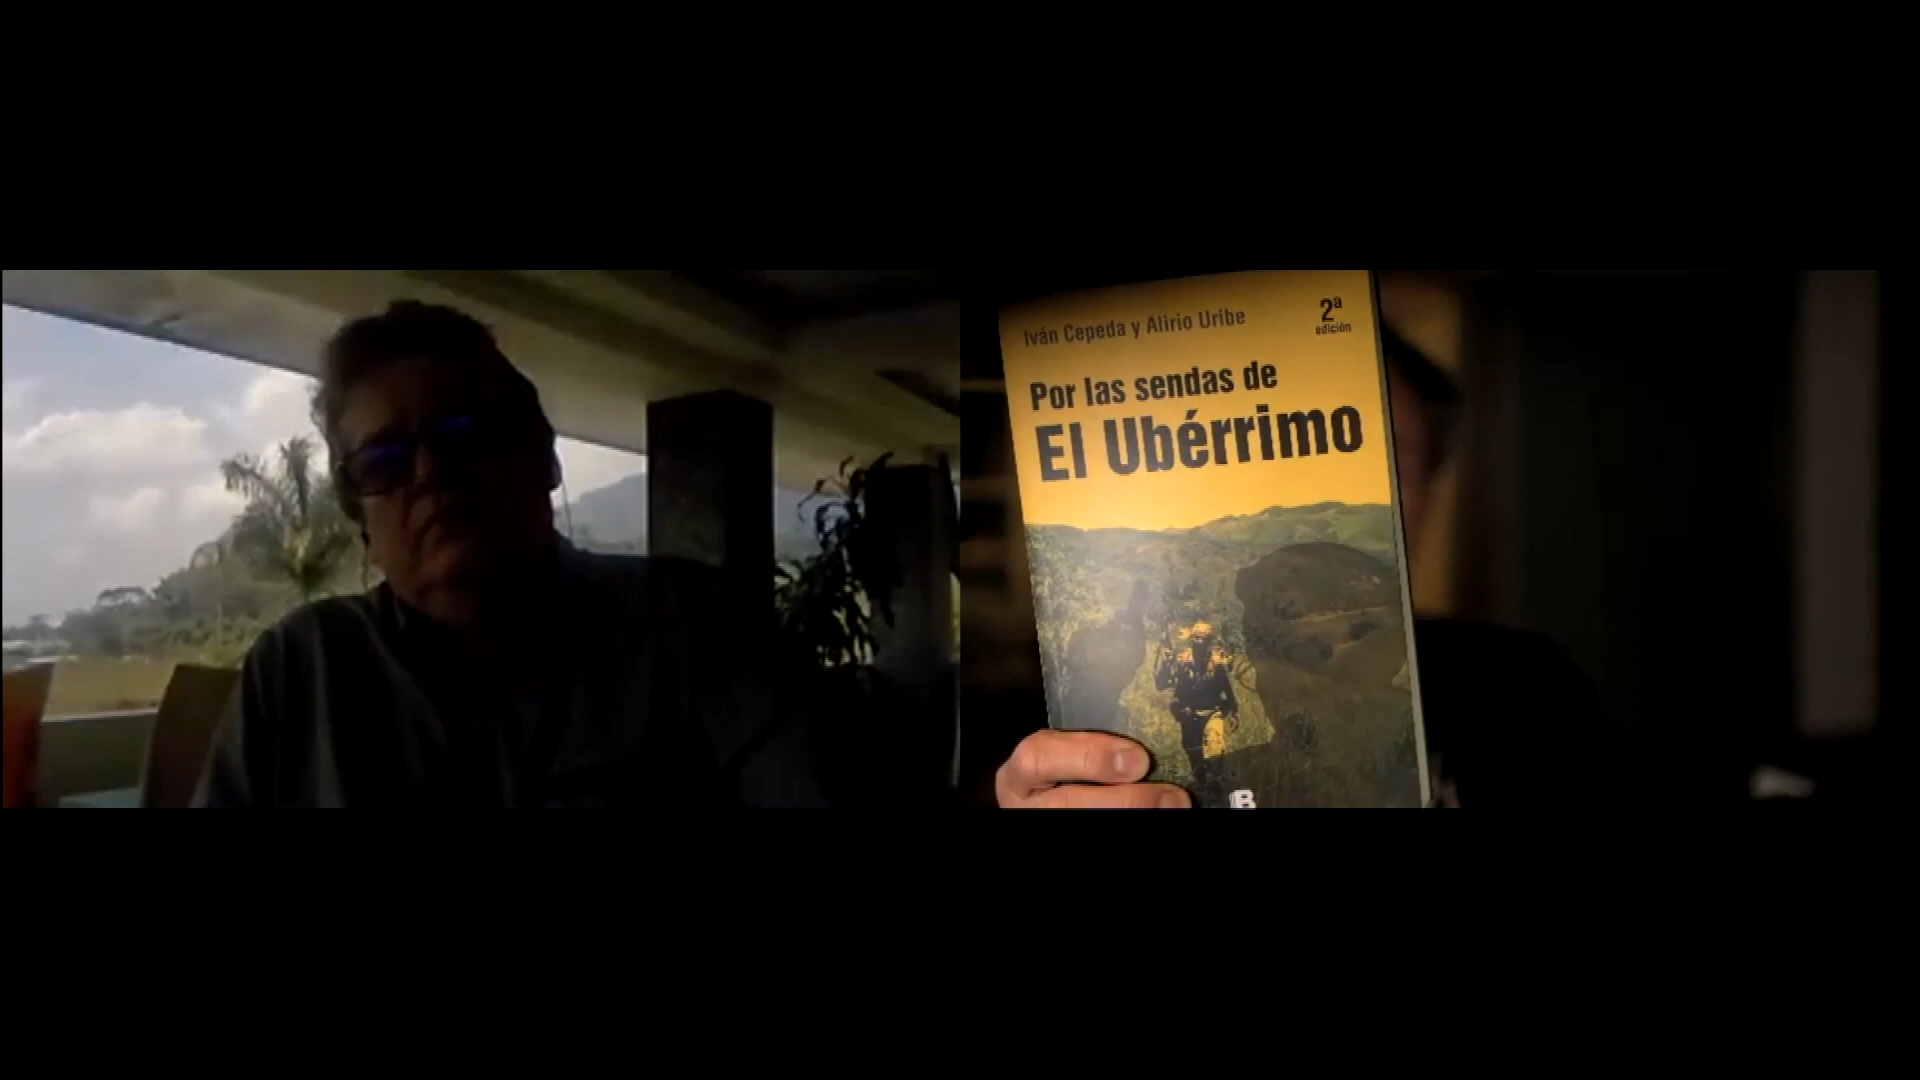 Iván Cepeda y Alirio Uribe
2ª
edición
Por las sendas de
El Ubérrimo
B